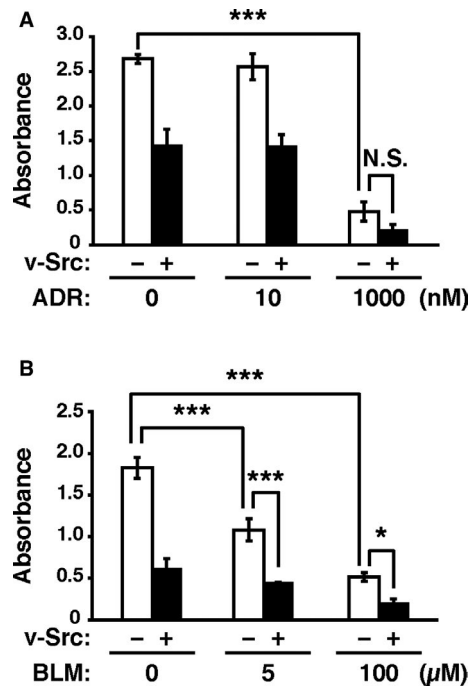 A
***
3.0
2.5
2.0
1.5
1.0
0.5
0
Absorbance
N.S.
v-Src: − + − + − +
ADR: 0 10 1000 (nM)
B
***
***
***
*
2.5
2.0
1.5
1.0
0.5
0
Absorbance
v-Src: − + − + − +
BLM: 0 5 100 (μM)